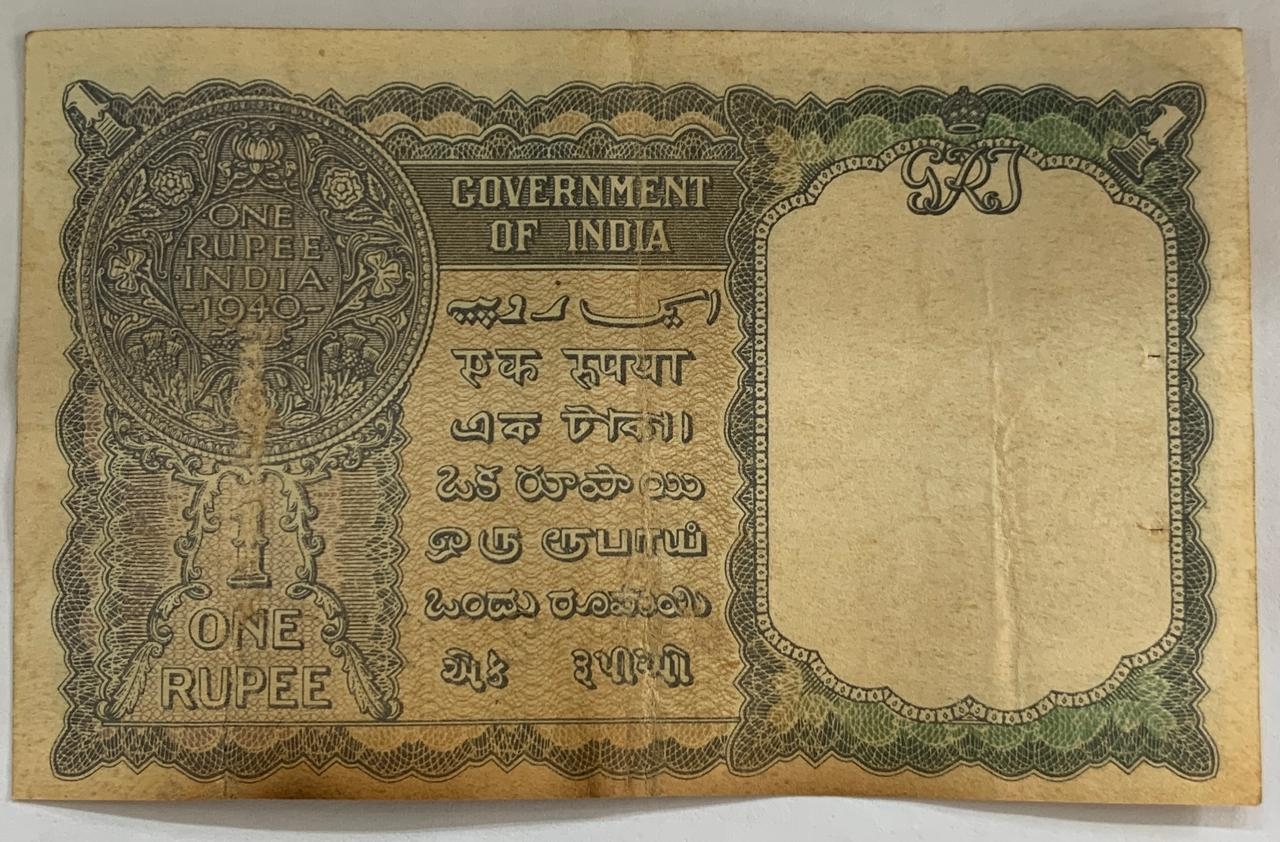 ONE
RUPEE
INDIA
1940
GOVERNMENT
OF INDIA
GRI
ایک روپیہ
एक रुपया
এক টাকা।
ఒక రూపాయి
ஒரு ரூபாய்
ಒಂದು ರೂಪಾಯಿ
એક રૂપીયો
1
ONE
RUPEE